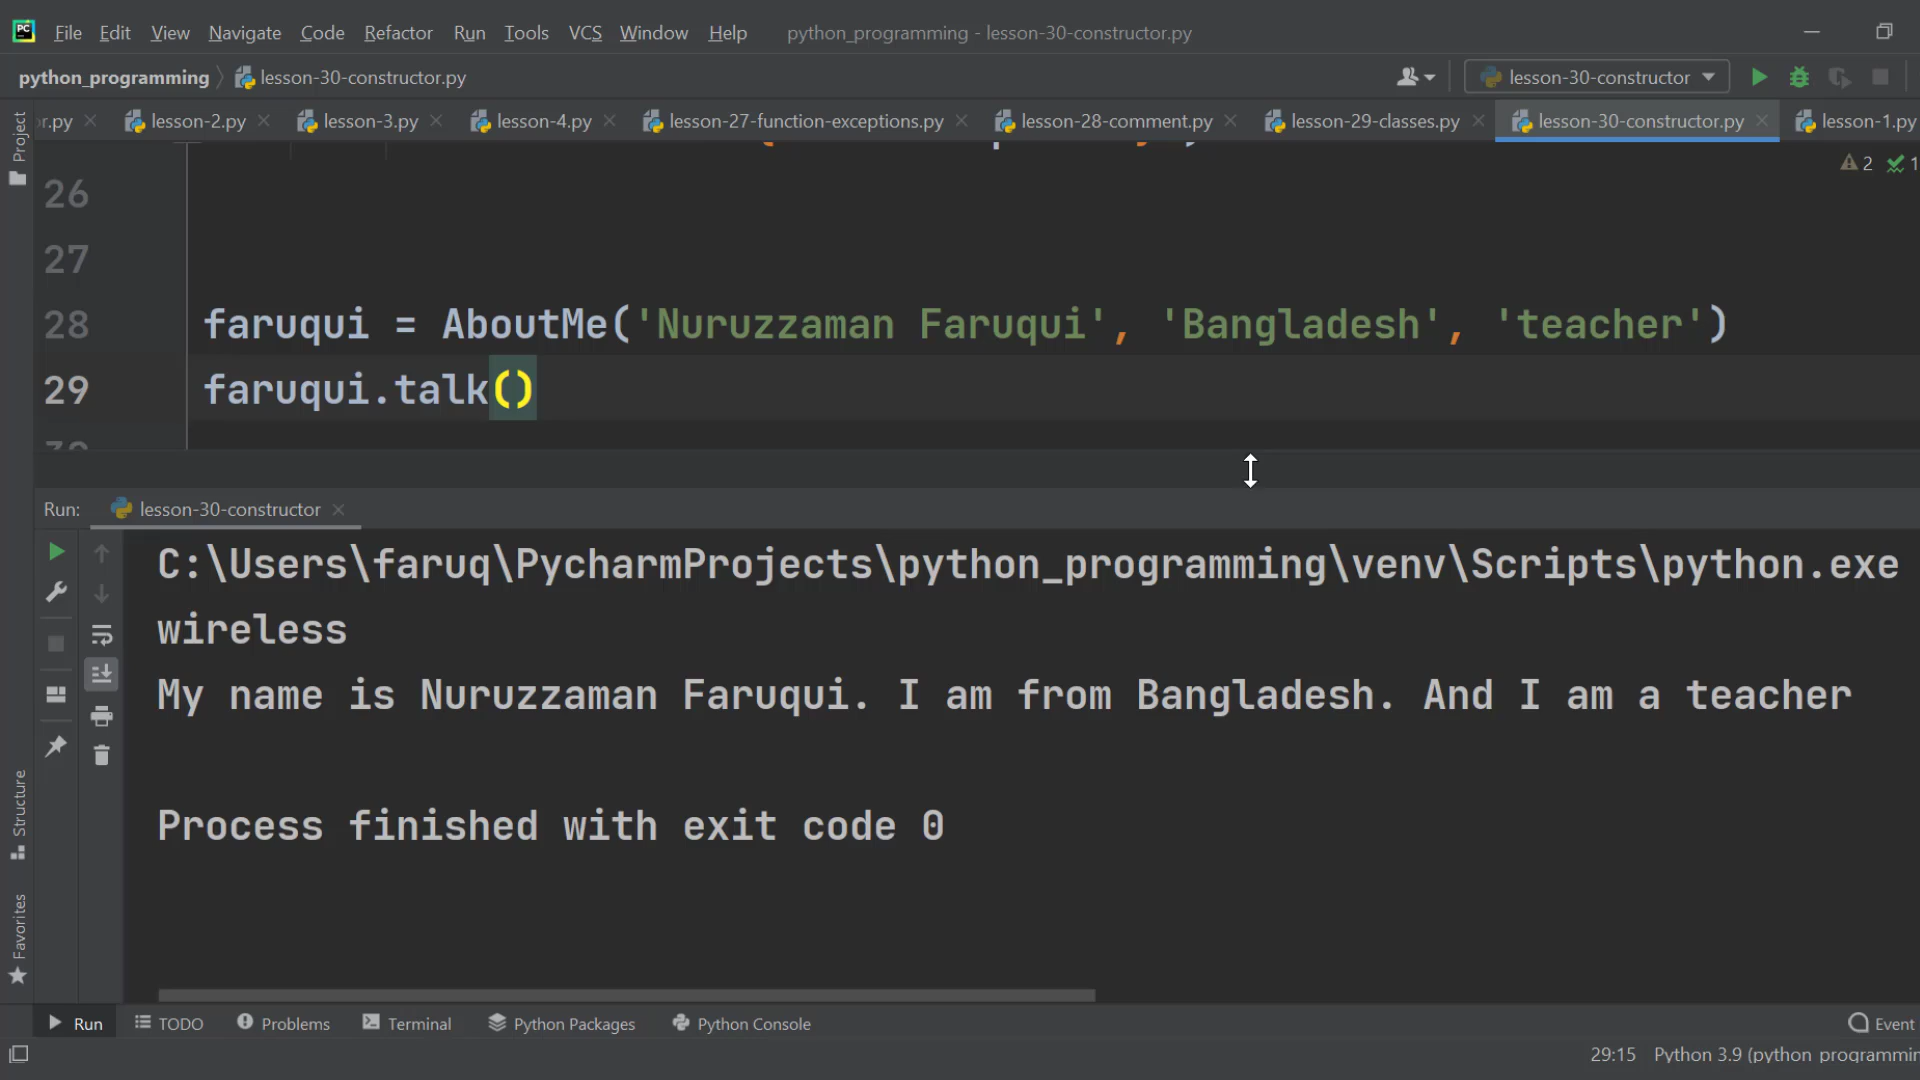 PC File Edit View Navigate Code Refactor Run Tools VCS Window Help python_programming - lesson-30-constructor.py
python_programming lesson-30-constructor.py lesson-30-constructor
r.py lesson-2.py lesson-3.py lesson-4.py lesson-27-function-exceptions.py lesson-28-comment.py lesson-29-classes.py lesson-30-constructor.py lesson-1.py
Project
2 1
26
27
28 faruqui = AboutMe('Nuruzzaman Faruqui', 'Bangladesh', 'teacher')
29 faruqui.talk()
30
Run: lesson-30-constructor
C:\Users\faruq\PycharmProjects\python_programming\venv\Scripts\python.exe
wireless
My name is Nuruzzaman Faruqui. I am from Bangladesh. And I am a teacher
Process finished with exit code 0
Structure
Favorites
Run TODO Problems Terminal Python Packages Python Console Event
29:15 Python 3.9 (python_programmin